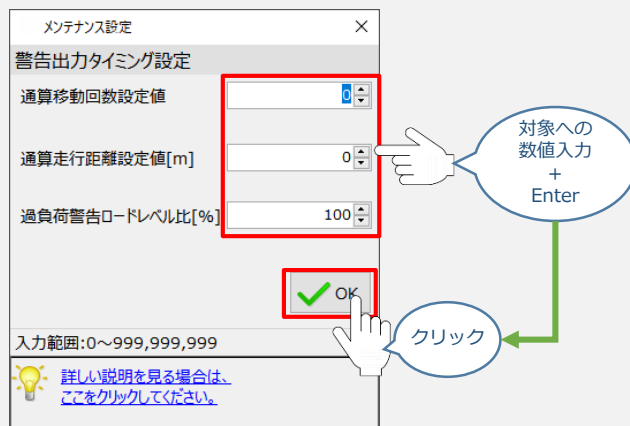 メンテナンス設定
警告出力タイミング設定
通算移動回数設定値
0
通算走行距離設定値[m]
0
過負荷警告ロードレベル比[%]
100
対象への
数値入力
+
Enter
OK
クリック
入力範囲:0～999,999,999
詳しい説明を見る場合は、
ここをクリックしてください。